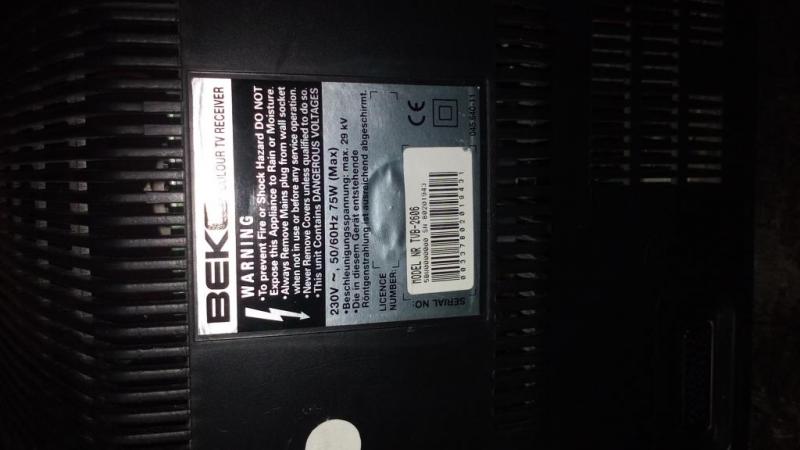 BEKO
COLOUR TV RECEIVER
WARNING
•To prevent Fire or Shock Hazard DO NOT
Expose this Appliance to Rain or Moisture.
•Always Remove Mains plug from wall socket
when not in use or before any service operation.
•Never Remove Covers unless qualified to do so.
•This unit Contains DANGEROUS VOLTAGES
230V ~, 50/60Hz 75W (Max)
•Beschleunigungsspannung: max. 29 kV
•Die in diesem Gerät entstehende
Röntgenstrahlung ist ausreichend abgeschirmt.
LICENCE
NUMBER:
CE
MODEL NR TVB-2606
SN 802019431
SERIAL NO: